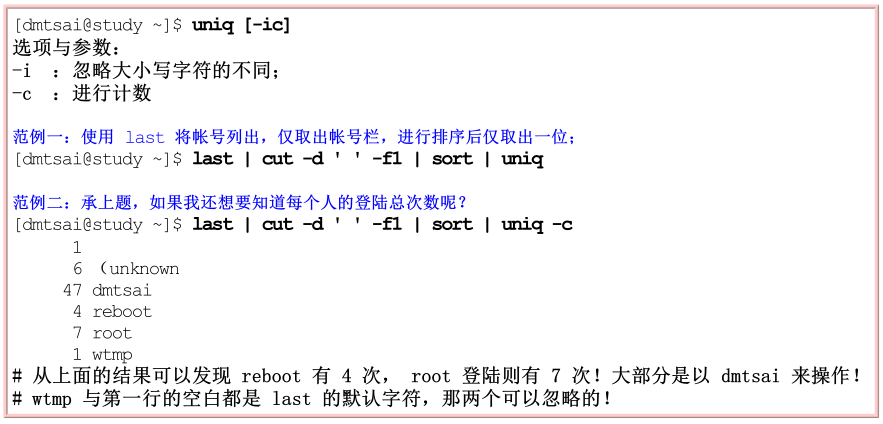 [dmtsai@study ~]$ uniq [-ic]
选项与参数：
-i  ：忽略大小写字符的不同；
-c  ：进行计数
范例一：使用 last 将帐号列出，仅取出帐号栏，进行排序后仅取出一位；
[dmtsai@study ~]$ last | cut -d ' ' -f1 | sort | uniq
范例二：承上题，如果我还想要知道每个人的登陆总次数呢？
[dmtsai@study ~]$ last | cut -d ' ' -f1 | sort | uniq -c
      1
      6 （unknown
     47 dmtsai
      4 reboot
      7 root
      1 wtmp
# 从上面的结果可以发现 reboot 有 4 次， root 登陆则有 7 次！大部分是以 dmtsai 来操作！
# wtmp 与第一行的空白都是 last 的默认字符，那两个可以忽略的！